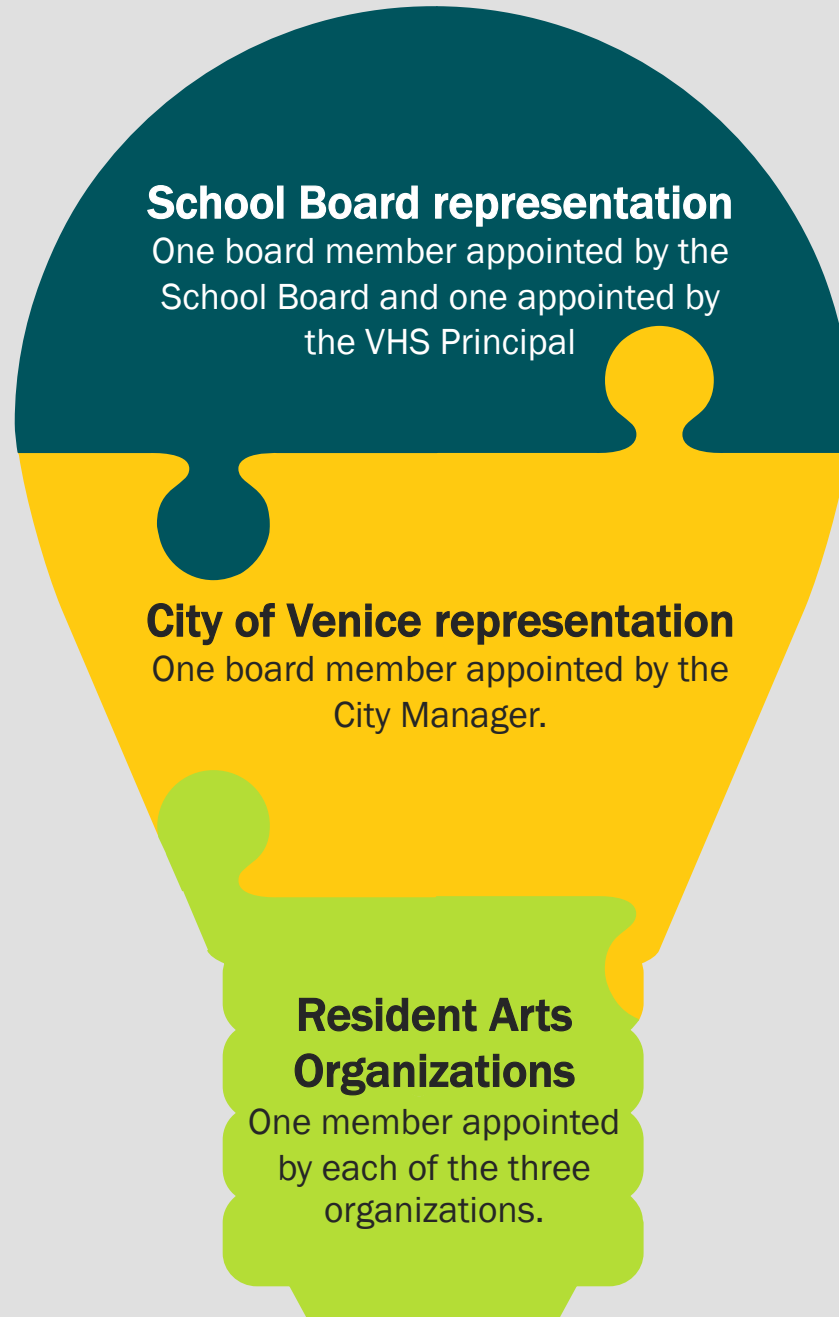 School Board representation
One board member appointed by the
School Board and one appointed by
the VHS Principal
City of Venice representation
One board member appointed by the
City Manager.
Resident Arts
Organizations
One member appointed
by each of the three
organizations.